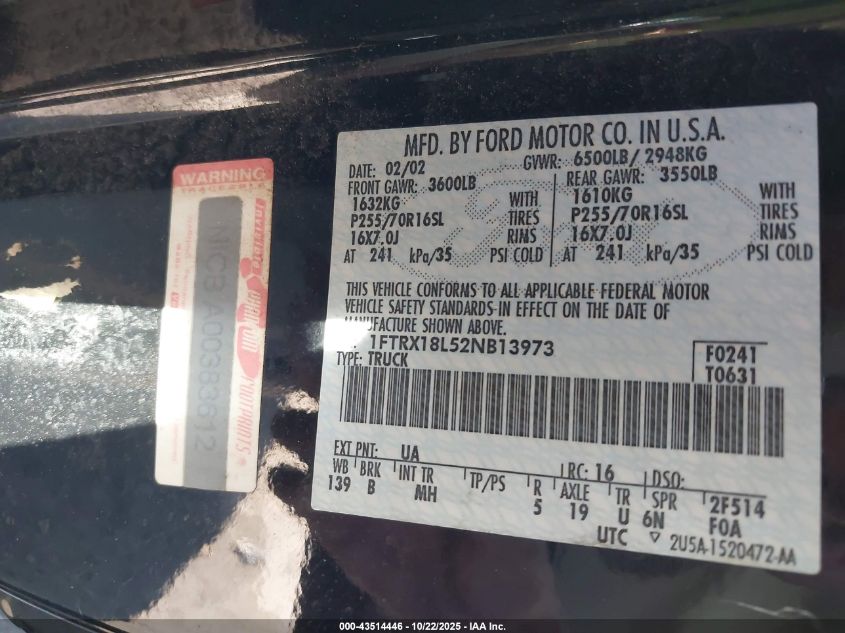 WARNING
NICB A00383612
FOOTPRINTS®
MFD. BY FORD MOTOR CO. IN U.S.A.
DATE: 02/02 GVWR: 6500LB/ 2948KG
FRONT GAWR: 3600LB REAR GAWR: 3550LB
1632KG WITH 1610KG WITH
P255/70R16SL TIRES P255/70R16SL TIRES
16X7.0J RIMS 16X7.0J RIMS
AT 241 kPa/35 PSI COLD AT 241 kPa/35 PSI COLD
THIS VEHICLE CONFORMS TO ALL APPLICABLE FEDERAL MOTOR
VEHICLE SAFETY STANDARDS IN EFFECT ON THE DATE OF
MANUFACTURE SHOWN ABOVE.
1FTRX18L52NB13973 F0241
TYPE: TRUCK T0631
EXT PNT: UA RC: 16 DSO:
WB BRK INT TR TP/PS R AXLE TR SPR 2F514
139 B MH 5 19 U 6N F0A
UTC ▽ 2U5A-1520472-AA
000-43514446 - 10/22/2025 - IAA Inc.